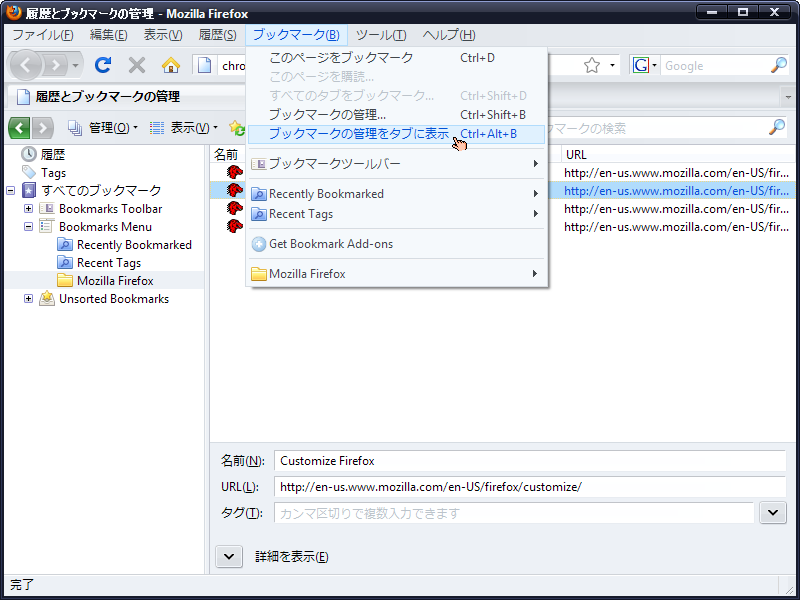 履歴とブックマークの管理 - Mozilla Firefox
ファイル(F) 編集(E) 表示(V) 履歴(S) ブックマーク(B) ツール(T) ヘルプ(H)
chro
G Google
このページをブックマーク Ctrl+D
このページを購読...
すべてのタブをブックマーク... Ctrl+Shift+D
ブックマークの管理... Ctrl+Shift+B
ブックマークの管理をタブに表示 Ctrl+Alt+B
ブックマークツールバー
Recently Bookmarked
Recent Tags
Get Bookmark Add-ons
Mozilla Firefox
履歴とブックマークの管理
管理(O) 表示(V)
マークの検索
履歴
Tags
すべてのブックマーク
Bookmarks Toolbar
Bookmarks Menu
Recently Bookmarked
Recent Tags
Mozilla Firefox
Unsorted Bookmarks
名前 URL
http://en-us.www.mozilla.com/en-US/fir...
http://en-us.www.mozilla.com/en-US/fir...
http://en-us.www.mozilla.com/en-US/fir...
http://en-us.www.mozilla.com/en-US/fir...
名前(N): Customize Firefox
URL(L): http://en-us.www.mozilla.com/en-US/firefox/customize/
タグ(T): カンマ区切りで複数入力できます
詳細を表示(E)
完了